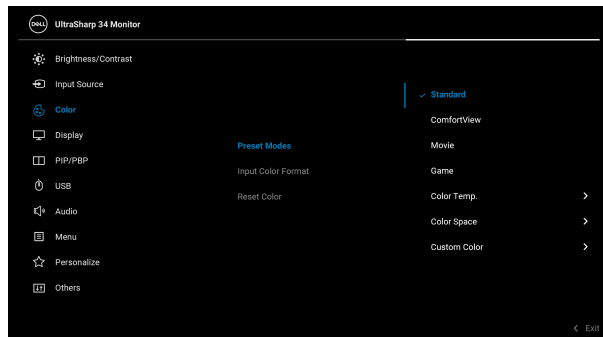 DELL
UltraSharp 34 Monitor
Brightness/Contrast
Input Source
Color
Display
PIP/PBP
USB
Audio
Menu
Personalize
Others
Preset Modes
Input Color Format
Reset Color
Standard
ComfortView
Movie
Game
Color Temp.
Color Space
Custom Color
Exit